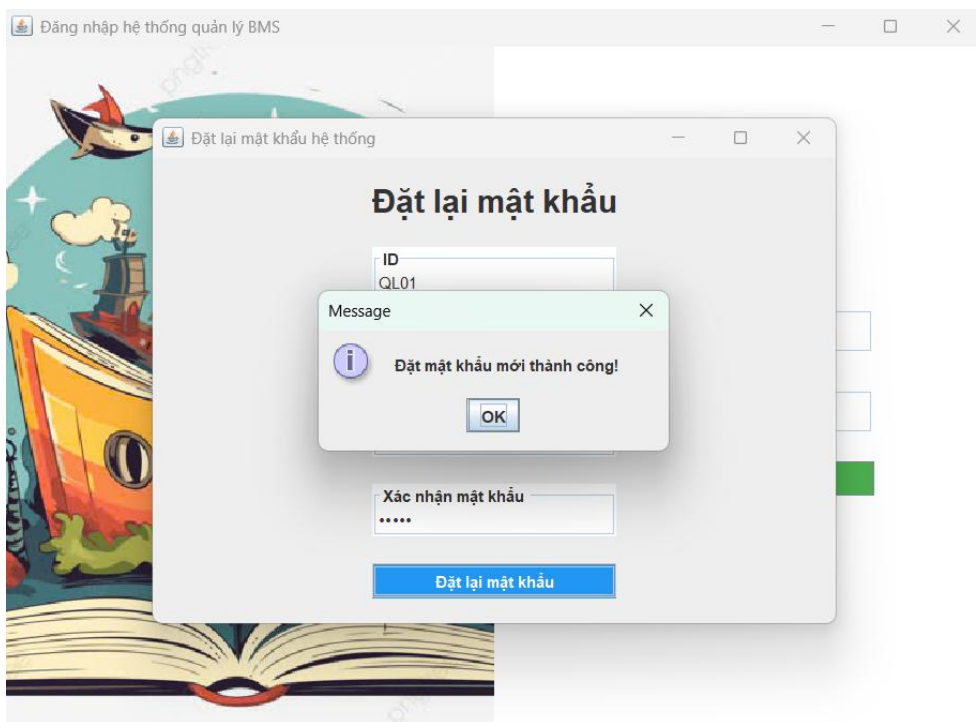 Đăng nhập hệ thống quản lý BMS
Đặt lại mật khẩu hệ thống
Đặt lại mật khẩu
ID
QL01
Message
Đặt mật khẩu mới thành công!
OK
Xác nhận mật khẩu
•••••
Đặt lại mật khẩu